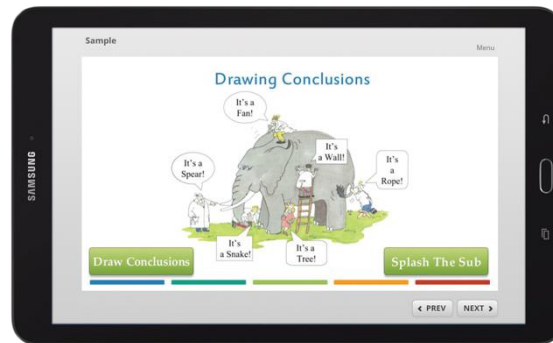 SAMSUNG
Sample
Menu
Drawing Conclusions
It's a
Fan!
It's
a Wall!
It's
a
Rope!
It's a
Spear!
It's
a Snake!
It's a
Tree!
Draw Conclusions
Splash The Sub
PREV
NEXT